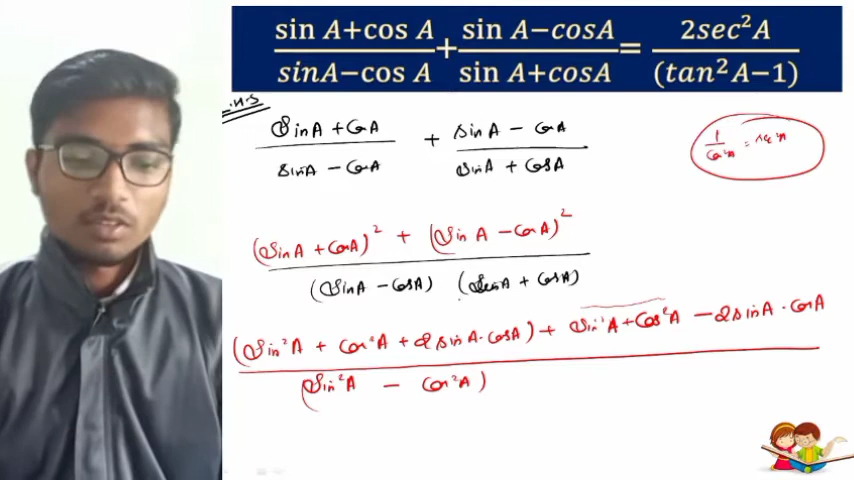 sin A+cos A / sinA−cos A + sin A−cosA / sin A+cosA = 2sec²A / (tan²A−1)
L.H.S
SinA + CosA / sinA − CosA + sinA − CosA / sinA + CosA
1 / Cos²A = sec²A
(SinA + CosA)² + (Sin A − CosA)² / (SinA − CosA) (SinA + CosA)
(Sin²A + Cos²A + 2sinA·CosA) + Sin²A + Cos²A − 2sinA·CosA / (Sin²A − Cos²A)